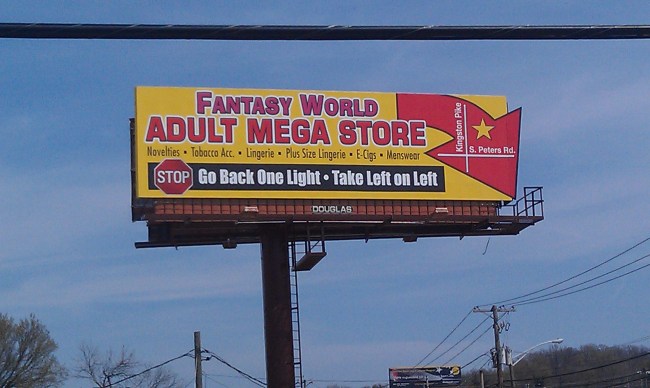 FANTASY WORLD
ADULT MEGA STORE
Novelties • Tobacco Acc. • Lingerie • Plus Size Lingerie • E-Cigs • Menswear
STOP Go Back One Light • Take Left on Left
Kingston Pike
S. Peters Rd.
DOUGLAS